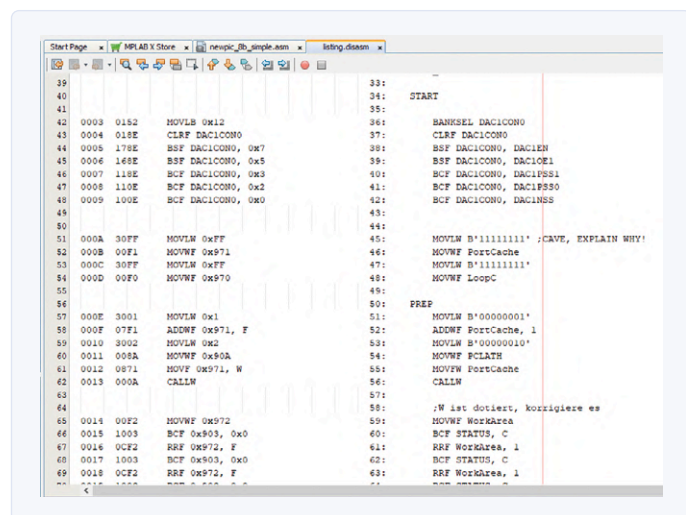 Start Page x MPLAB X Store x newpic_8b_simple.asm x listing.disasm x
39 33:
40 34: START
41 35:
42 0003 0152 MOVLB 0x12 36: BANKSEL DAC1CON0
43 0004 018E CLRF DAC1CON0 37: CLRF DAC1CON0
44 0005 178E BSF DAC1CON0, 0x7 38: BSF DAC1CON0, DAC1EN
45 0006 168E BSF DAC1CON0, 0x5 39: BSF DAC1CON0, DAC1OE1
46 0007 118E BCF DAC1CON0, 0x3 40: BCF DAC1CON0, DAC1PSS1
47 0008 110E BCF DAC1CON0, 0x2 41: BCF DAC1CON0, DAC1PSS0
48 0009 100E BCF DAC1CON0, 0x0 42: BCF DAC1CON0, DAC1NSS
49 43:
50 44:
51 000A 30FF MOVLW 0xFF 45: MOVLW B'11111111' ;CAVE, EXPLAIN WHY!
52 000B 00F1 MOVWF 0x971 46: MOVWF PortCache
53 000C 30FF MOVLW 0xFF 47: MOVLW B'11111111'
54 000D 00F0 MOVWF 0x970 48: MOVWF LoopC
55 49:
56 50: PREP
57 000E 3001 MOVLW 0x1 51: MOVLW B'00000001'
58 000F 07F1 ADDWF 0x971, F 52: ADDWF PortCache, 1
59 0010 3002 MOVLW 0x2 53: MOVLW B'00000010'
60 0011 008A MOVWF 0x90A 54: MOVWF PCLATH
61 0012 0871 MOVF 0x971, W 55: MOVFW PortCache
62 0013 000A CALLW 56: CALLW
63 57:
64 58: ;W ist dotiert, korrigiere es
65 0014 00F2 MOVWF 0x972 59: MOVWF WorkArea
66 0015 1003 BCF 0x903, 0x0 60: BCF STATUS, C
67 0016 0CF2 RRF 0x972, F 61: RRF WorkArea, 1
68 0017 1003 BCF 0x903, 0x0 62: BCF STATUS, C
69 0018 0CF2 RRF 0x972, F 63: RRF WorkArea, 1